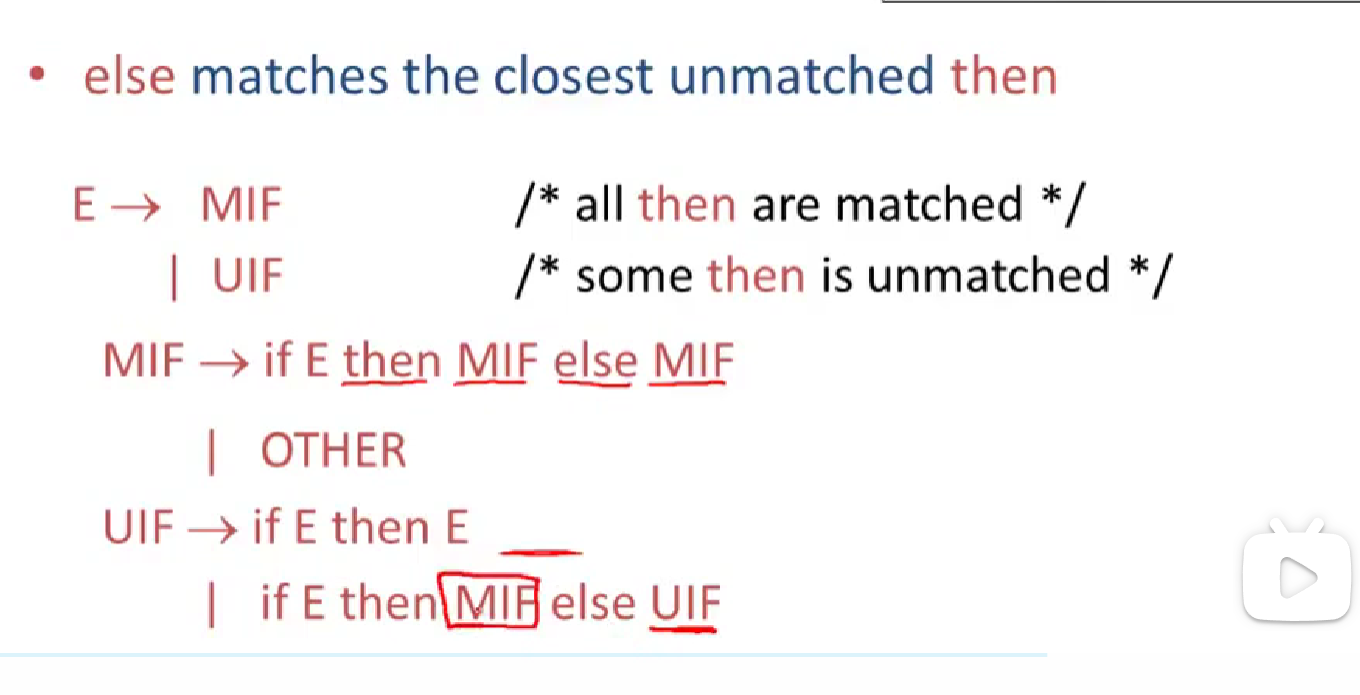 • else matches the closest unmatched then
E → MIF /* all then are matched */
| UIF /* some then is unmatched */
MIF → if E then MIF else MIF
| OTHER
UIF → if E then E
| if E then MIF else UIF